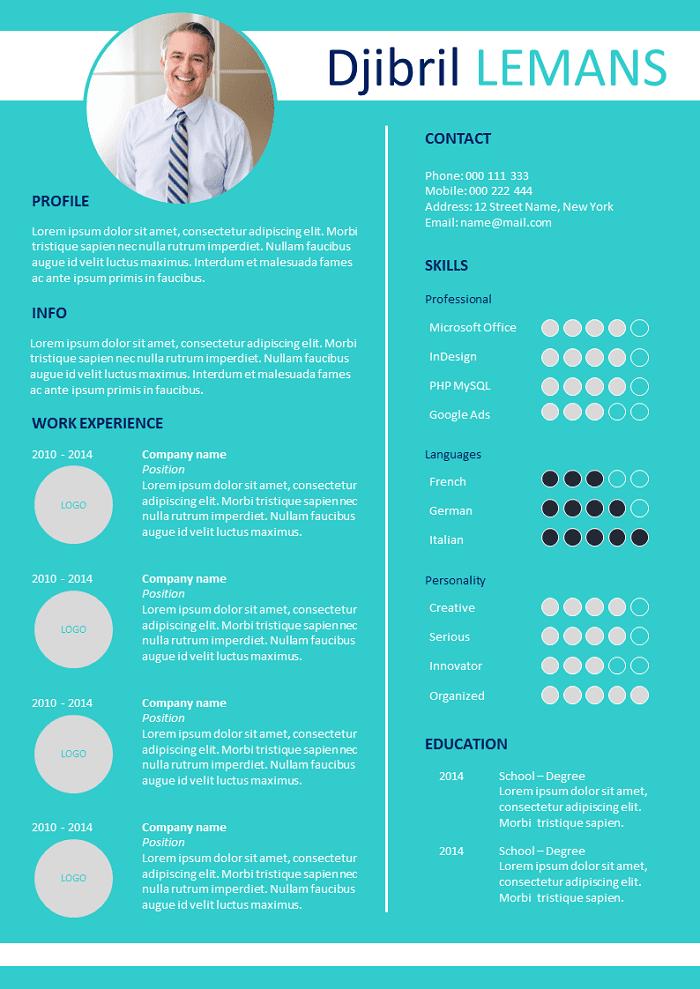 Djibril LEMANS
PROFILE
Lorem ipsum dolor sit amet, consectetur adipiscing elit. Morbi
tristique sapien nec nulla rutrum imperdiet. Nullam faucibus
augue id velit luctus maximus. Interdum et malesuada fames
ac ante ipsum primis in faucibus.
INFO
Lorem ipsum dolor sit amet, consectetur adipiscing elit. Morbi
tristique sapien nec nulla rutrum imperdiet. Nullam faucibus
augue id velit luctus maximus. Interdum et malesuada fames
ac ante ipsum primis in faucibus.
WORK EXPERIENCE
2010 - 2014
LOGO
Company name
Position
Lorem ipsum dolor sit amet, consectetur
adipiscing elit. Morbi tristique sapien nec
nulla rutrum imperdiet. Nullam faucibus
augue id velit luctus maximus.
2010 - 2014
LOGO
Company name
Position
Lorem ipsum dolor sit amet, consectetur
adipiscing elit. Morbi tristique sapien nec
nulla rutrum imperdiet. Nullam faucibus
augue id velit luctus maximus.
2010 - 2014
LOGO
Company name
Position
Lorem ipsum dolor sit amet, consectetur
adipiscing elit. Morbi tristique sapien nec
nulla rutrum imperdiet. Nullam faucibus
augue id velit luctus maximus.
2010 - 2014
LOGO
Company name
Position
Lorem ipsum dolor sit amet, consectetur
adipiscing elit. Morbi tristique sapien nec
nulla rutrum imperdiet. Nullam faucibus
augue id velit luctus maximus.
CONTACT
Phone: 000 111 333
Mobile: 000 222 444
Address: 12 Street Name, New York
Email: name@mail.com
SKILLS
Professional
Microsoft Office
InDesign
PHP MySQL
Google Ads
Languages
French
German
Italian
Personality
Creative
Serious
Innovator
Organized
EDUCATION
2014
School – Degree
Lorem ipsum dolor sit amet,
consectetur adipiscing elit.
Morbi tristique sapien.
2014
School – Degree
Lorem ipsum dolor sit amet,
consectetur adipiscing elit.
Morbi tristique sapien.